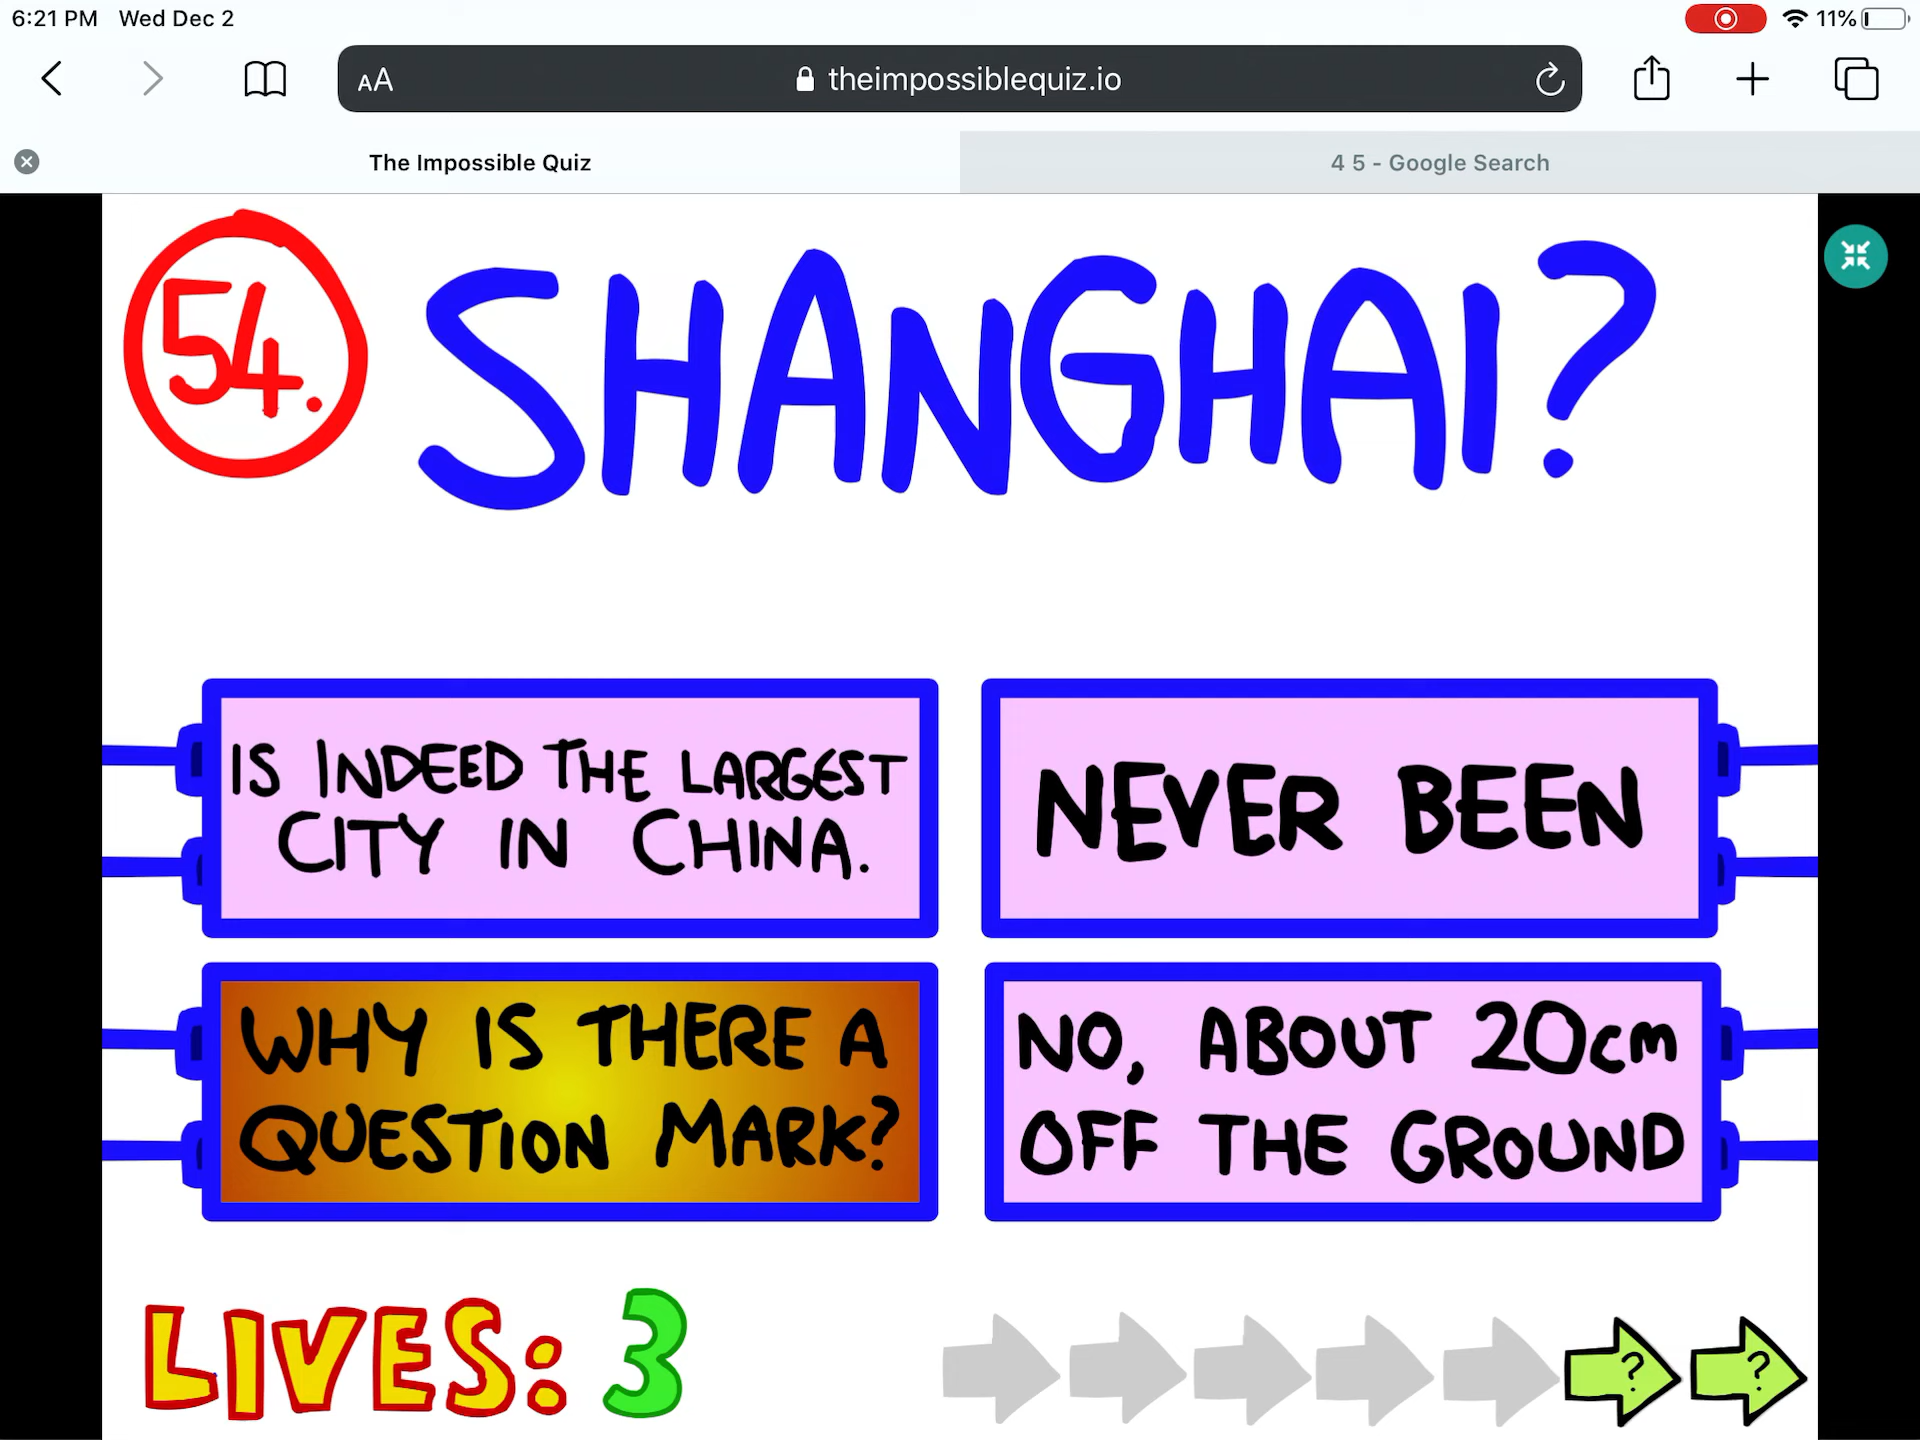 6:21 PM Wed Dec 2
11%
AA
theimpossiblequiz.io
The Impossible Quiz
4 5 - Google Search
54.
SHANGHAI?
IS INDEED THE LARGEST
CITY IN CHINA.
NEVER BEEN
WHY IS THERE A
QUESTION MARK?
NO, ABOUT 20cm
OFF THE GROUND
LIVES: 3
? ?